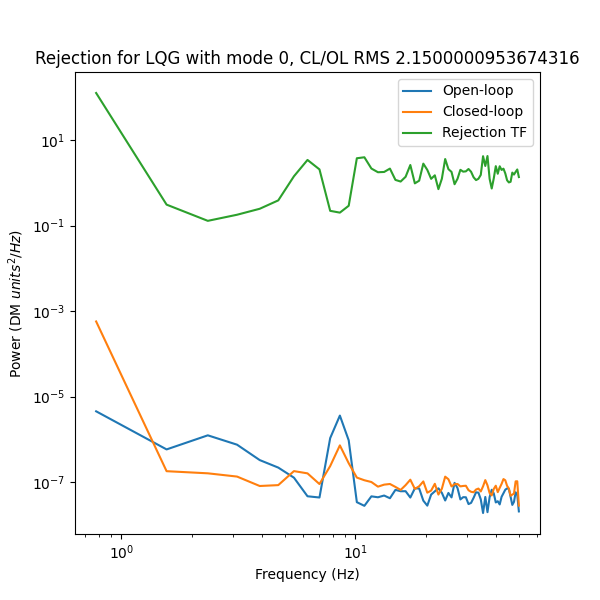 Rejection for LQG with mode 0, CL/OL RMS 2.1500000953674316
Open-loop
Closed-loop
Rejection TF
10¹
10⁻¹
10⁻³
10⁻⁵
10⁻⁷
Power (DM units²/Hz)
10⁰
10¹
Frequency (Hz)